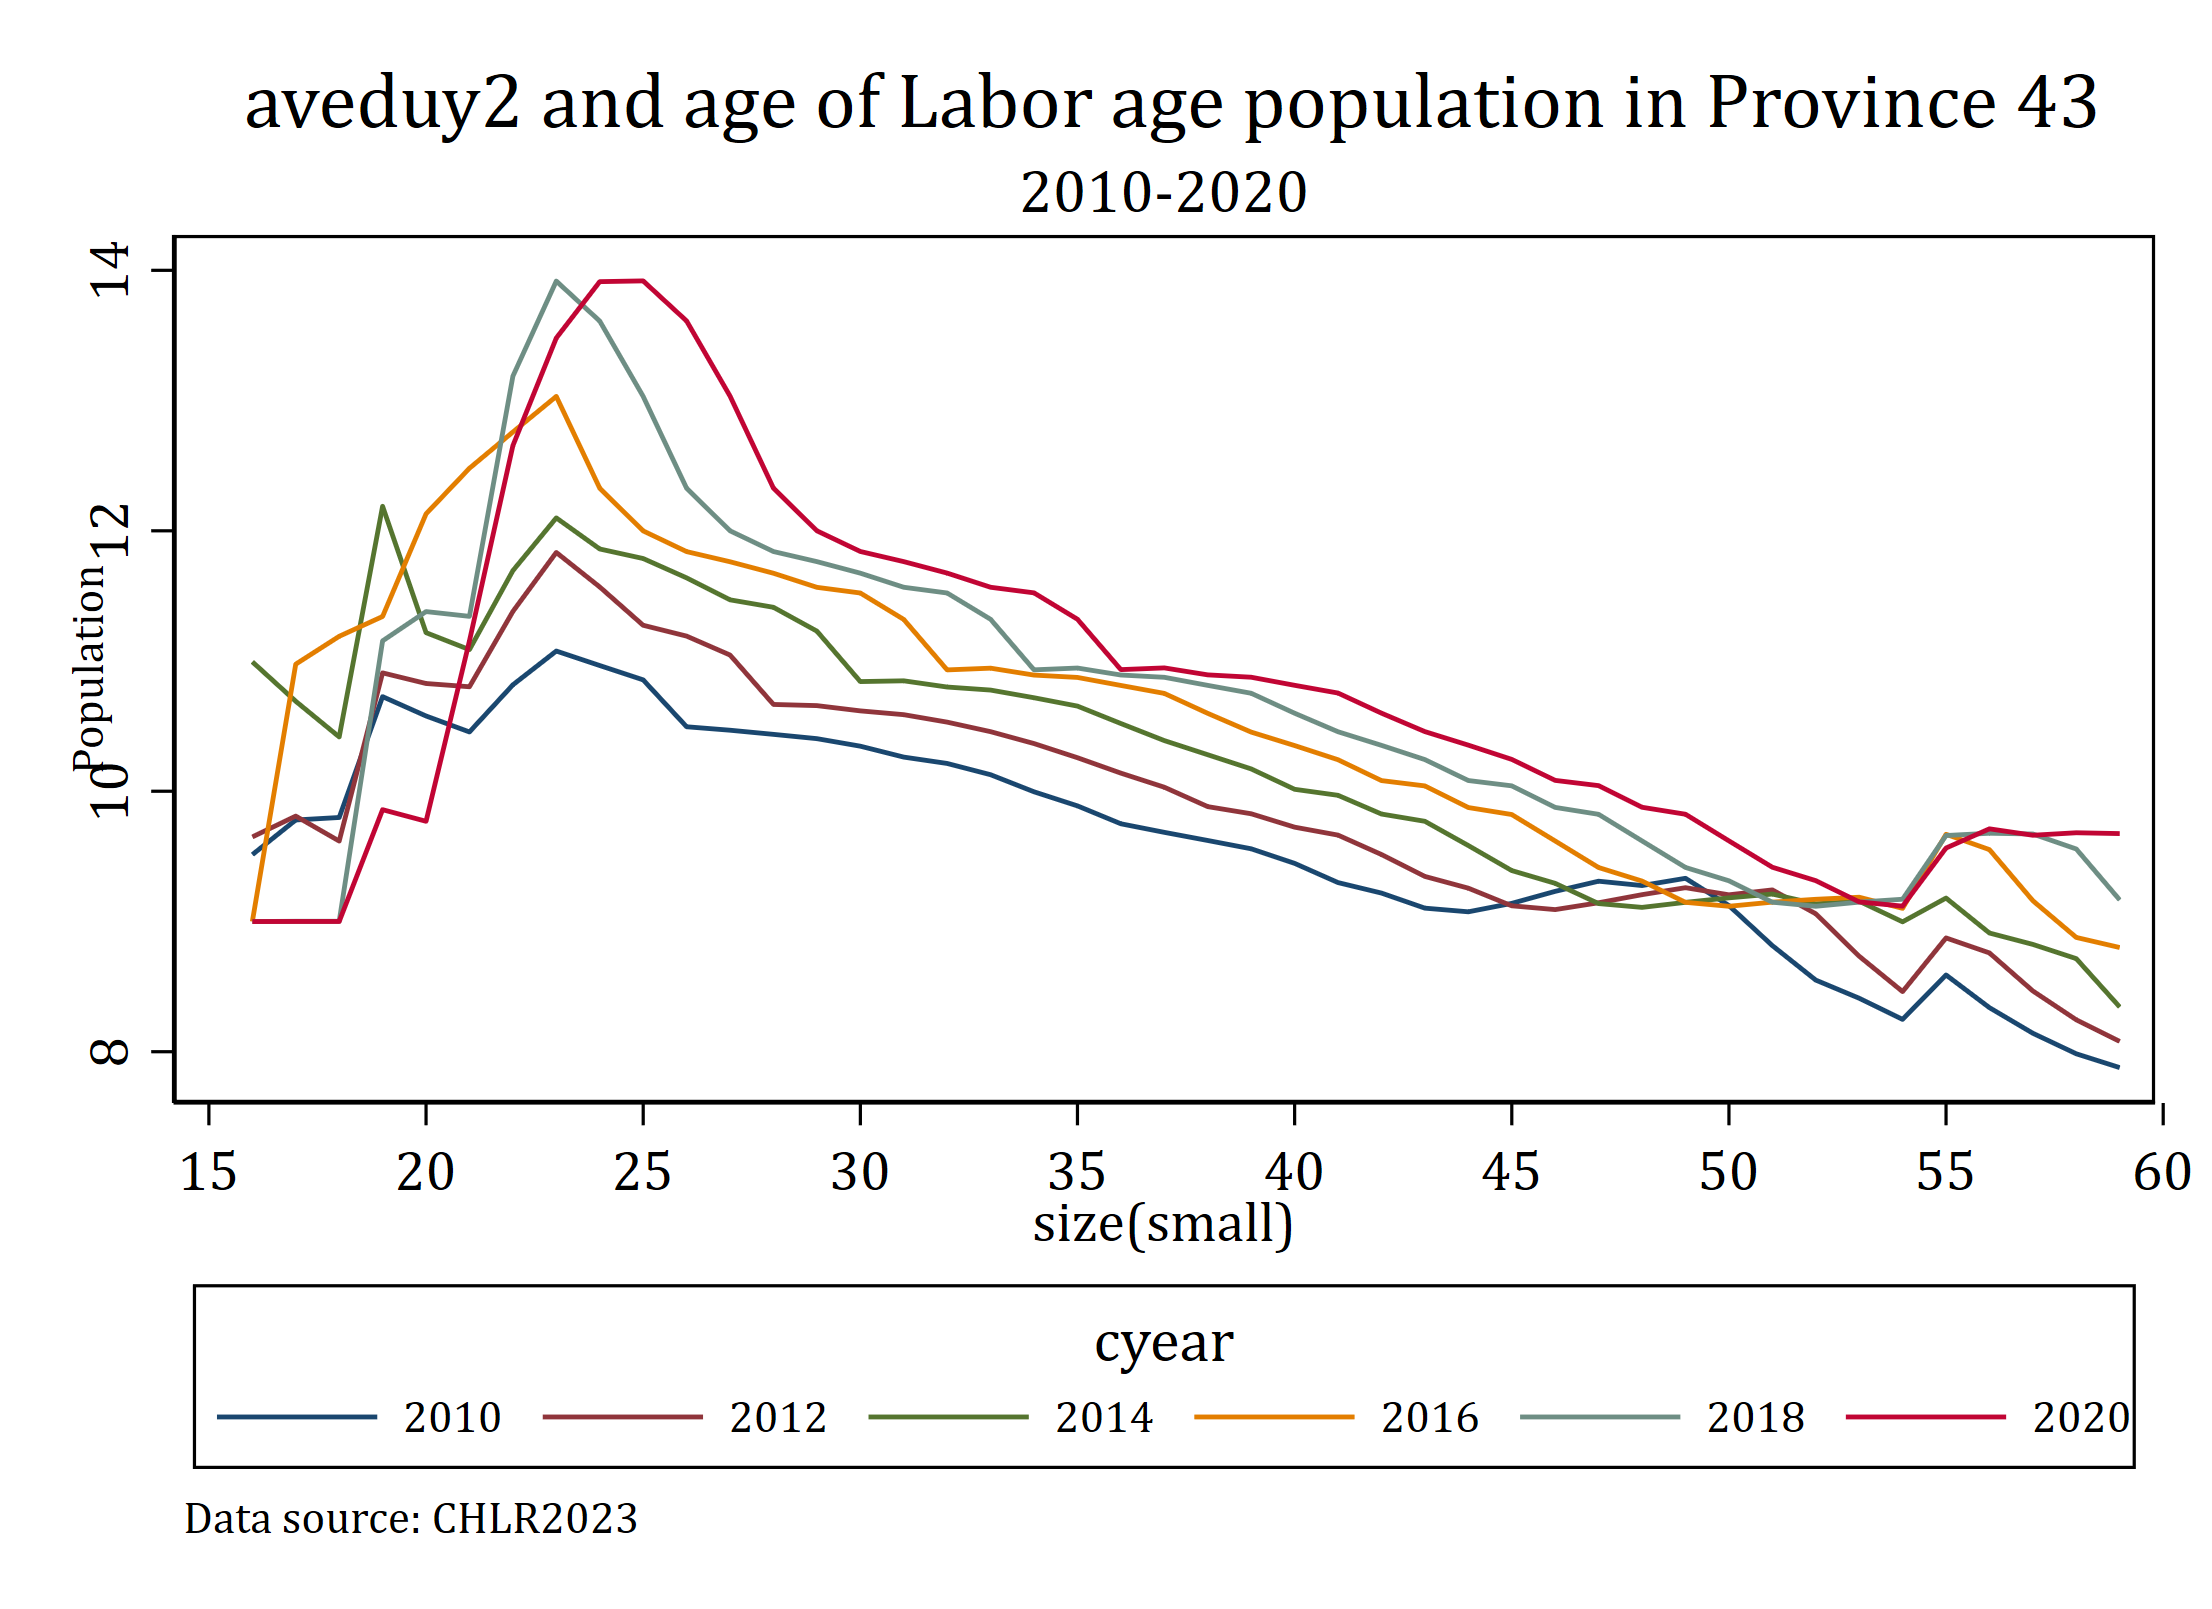 aveduy2 and age of Labor age population in Province 43
2010-2020
Population
14
12
10
8
15 20 25 30 35 40 45 50 55 60
size(small)
cyear
2010 2012 2014 2016 2018 2020
Data source: CHLR2023